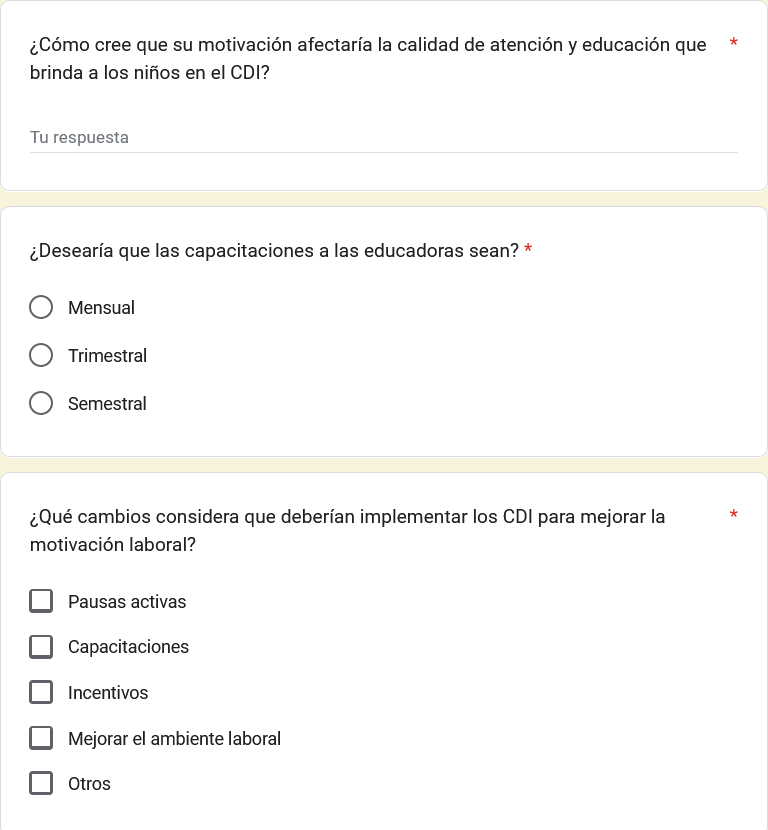 ¿Cómo cree que su motivación afectaría la calidad de atención y educación que *
brinda a los niños en el CDI?
Tu respuesta
¿Desearía que las capacitaciones a las educadoras sean? *
Mensual
Trimestral
Semestral
¿Qué cambios considera que deberían implementar los CDI para mejorar la *
motivación laboral?
Pausas activas
Capacitaciones
Incentivos
Mejorar el ambiente laboral
Otros